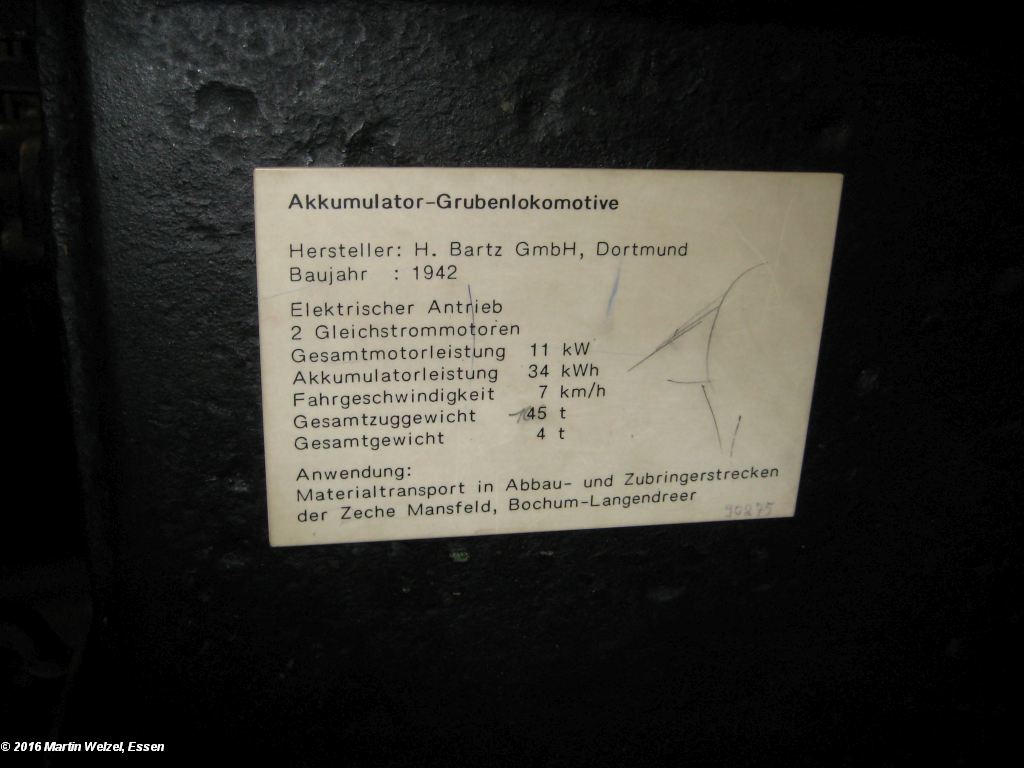 Akkumulator-Grubenlokomotive
Hersteller: H. Bartz GmbH, Dortmund
Baujahr : 1942
Elektrischer Antrieb
2 Gleichstrommotoren
Gesamtmotorleistung 11 kW
Akkumulatorleistung 34 kWh
Fahrgeschwindigkeit 7 km/h
Gesamtzuggewicht 45 t
Gesamtgewicht 4 t
Anwendung:
Materialtransport in Abbau- und Zubringerstrecken
der Zeche Mansfeld, Bochum-Langendreer
90275
© 2016 Martin Welzel, Essen